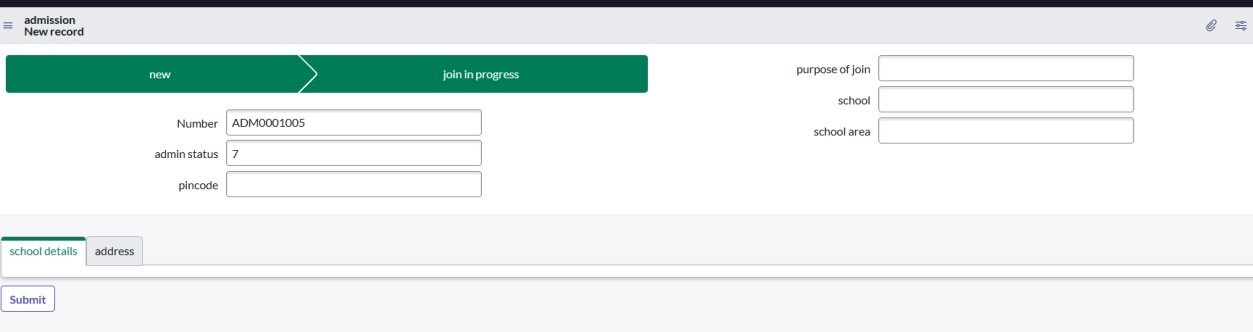 admission
New record
new
join in progress
Number ADM0001005
admin status 7
pincode
purpose of join
school
school area
school details
address
Submit